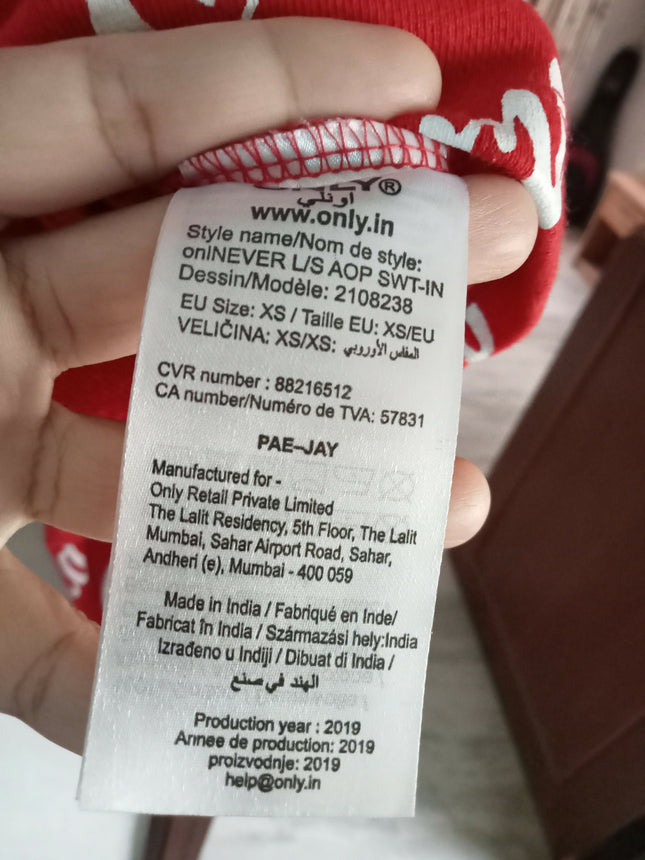 ONLY®
اونلي
www.only.in
Style name/Nom de style:
onlNEVER L/S AOP SWT-IN
Dessin/Modèle: 2108238
EU Size: XS / Taille EU: XS/EU
VELIČINA: XS/XS: المقاس الأوروبي
CVR number : 88216512
CA number/Numéro de TVA: 57831
PAE-JAY
Manufactured for -
Only Retail Private Limited
The Lalit Residency, 5th Floor, The Lalit
Mumbai, Sahar Airport Road, Sahar,
Andheri (e), Mumbai - 400 059
Made in India / Fabriqué en Inde/
Fabricat în India / Származási hely:India
Izrađeno u Indiji / Dibuat di India /
الهند في صنع
Production year : 2019
Annee de production: 2019
proizvodnje: 2019
help@only.in